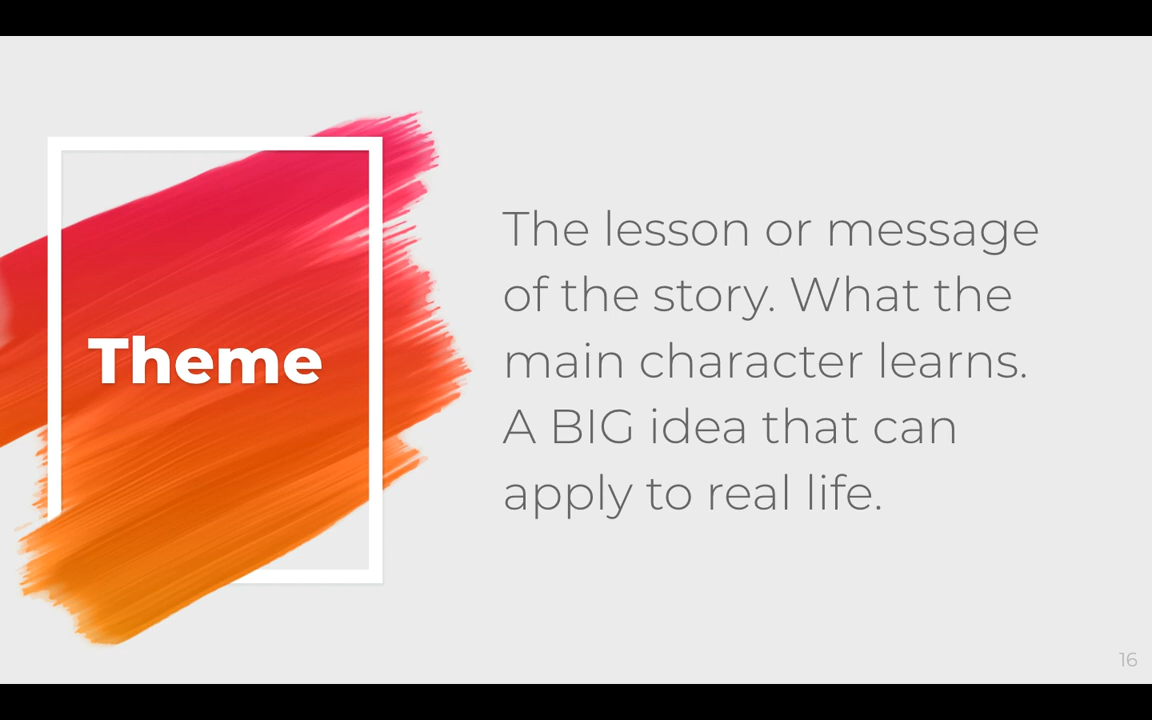 Theme
The lesson or message
of the story. What the
main character learns.
A BIG idea that can
apply to real life.
16